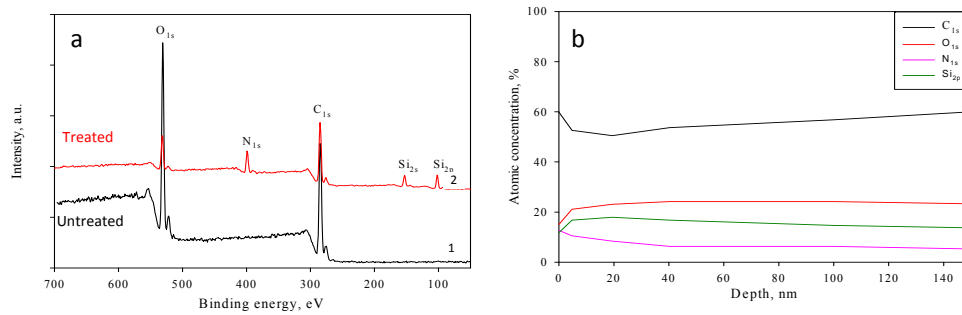 a
O1s
Treated
N1s
C1s
Si2s
Si2p
2
Untreated
1
Intensity, a.u.
700
600
500
400
300
200
100
Binding energy, eV
b
C1s
O1s
N1s
Si2p
100
80
60
40
20
0
Atomic concentration, %
0
20
40
60
80
100
120
140
Depth, nm